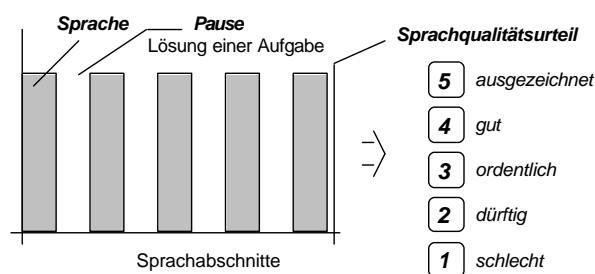 Sprache
Pause
Lösung einer Aufgabe
Sprachabschnitte
Sprachqualitätsurteil
5 ausgezeichnet
4 gut
3 ordentlich
2 dürftig
1 schlecht